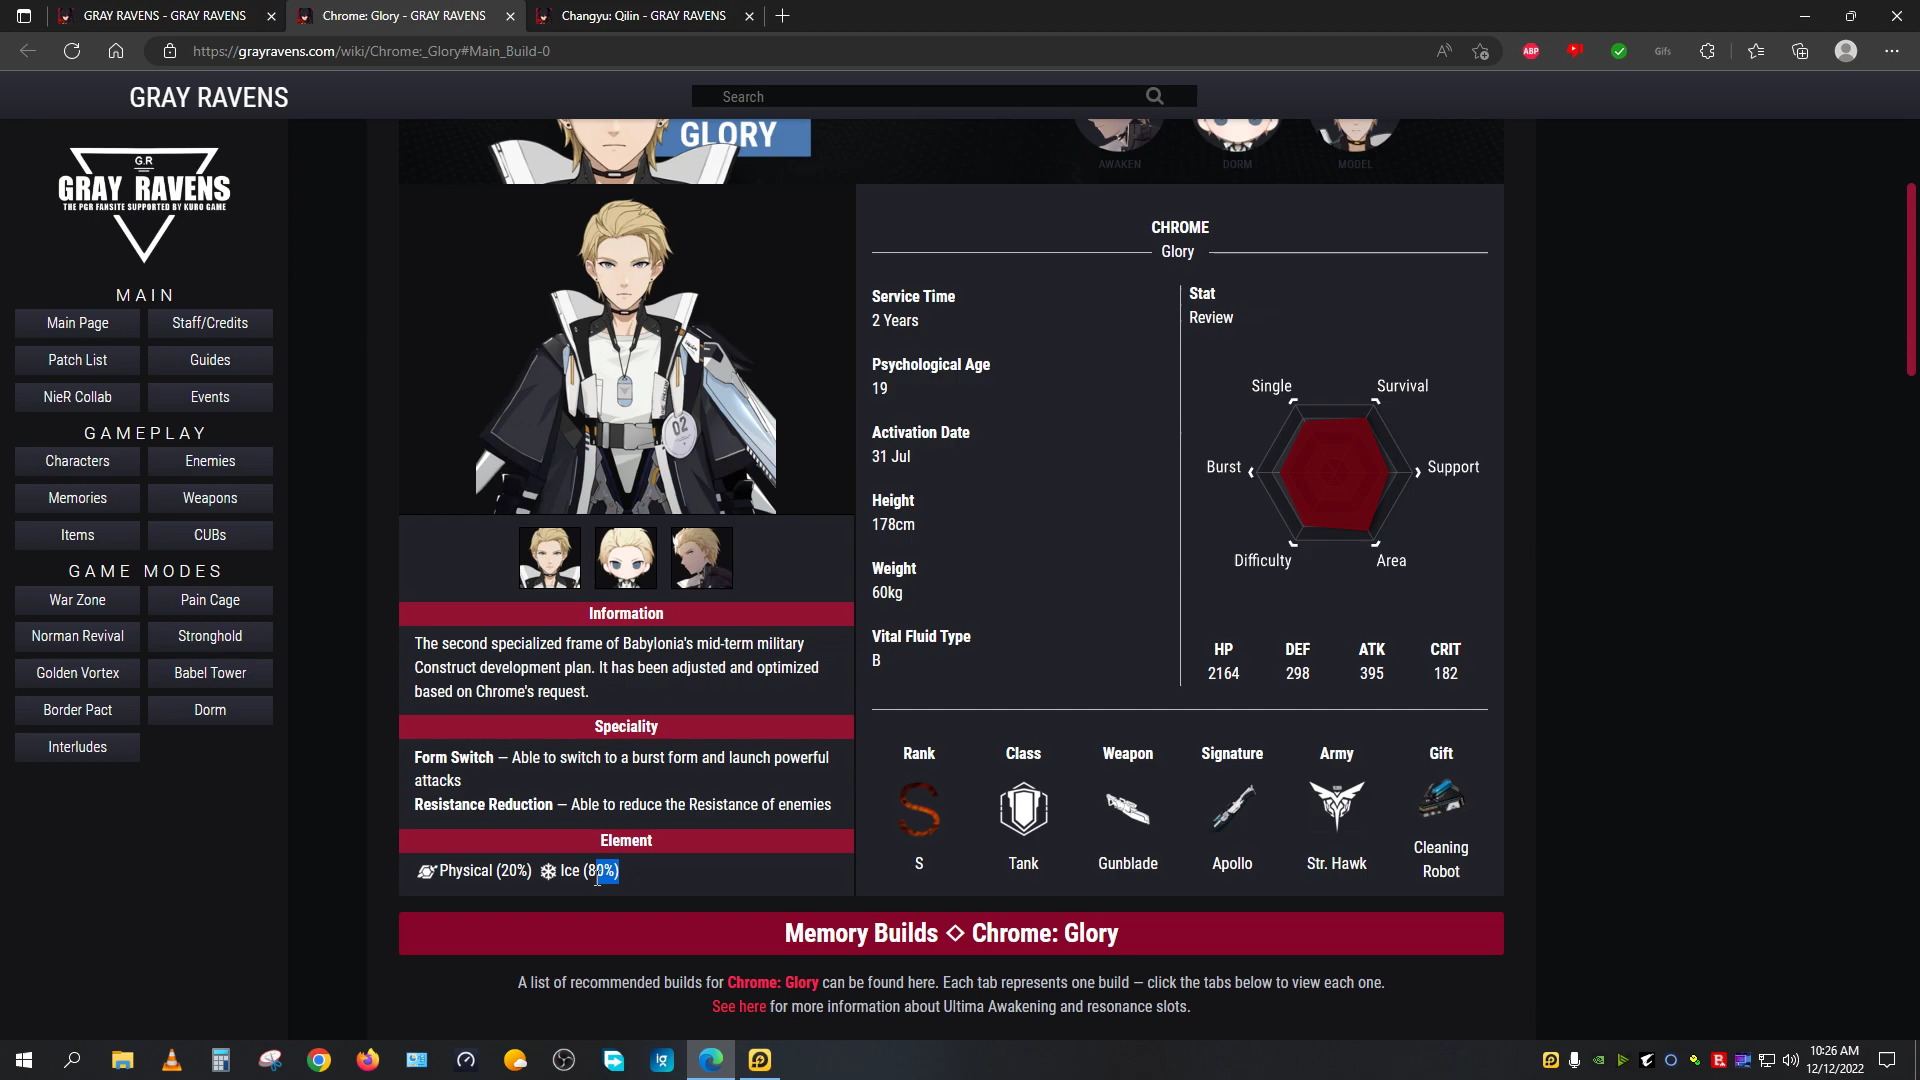 GRAY RAVENS - GRAY RAVENS
Chrome: Glory - GRAY RAVENS
Changyu: Qilin - GRAY RAVENS
https://grayravens.com/wiki/Chrome:_Glory#Main_Build-0
ABP
Gifs
GRAY RAVENS
Search
G.R
GRAY RAVENS
THE PGR FANSITE SUPPORTED BY KURO GAME
MAIN
Main Page
Staff/Credits
Patch List
Guides
NieR Collab
Events
GAMEPLAY
Characters
Enemies
Memories
Weapons
Items
CUBs
GAME MODES
War Zone
Pain Cage
Norman Revival
Stronghold
Golden Vortex
Babel Tower
Border Pact
Dorm
Interludes
GLORY
AWAKEN
DORM
MODEL
02
Information
The second specialized frame of Babylonia's mid-term military
Construct development plan. It has been adjusted and optimized
based on Chrome's request.
Speciality
Form Switch – Able to switch to a burst form and launch powerful
attacks
Resistance Reduction – Able to reduce the Resistance of enemies
Element
Physical (20%) Ice (80%)
CHROME
Glory
Service Time
2 Years
Psychological Age
19
Activation Date
31 Jul
Height
178cm
Weight
60kg
Vital Fluid Type
B
Stat
Review
Single
Survival
Burst
Support
Difficulty
Area
HP
DEF
ATK
CRIT
2164
298
395
182
Rank
Class
Weapon
Signature
Army
Gift
S
S
Tank
Gunblade
Apollo
Str. Hawk
Cleaning
Robot
Memory Builds ◇ Chrome: Glory
A list of recommended builds for Chrome: Glory can be found here. Each tab represents one build – click the tabs below to view each one.
See here for more information about Ultima Awakening and resonance slots.
ig
10:26 AM
12/12/2022